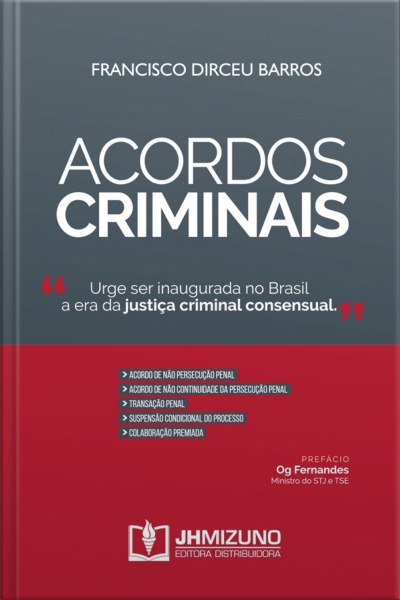 FRANCISCO DIRCEU BARROS
ACORDOS
CRIMINAIS
“ Urge ser inaugurada no Brasil
a era da justiça criminal consensual. ”
> ACORDO DE NÃO PERSECUÇÃO PENAL
> ACORDO DE NÃO CONTINUIDADE DA PERSECUÇÃO PENAL
> TRANSAÇÃO PENAL
> SUSPENSÃO CONDICIONAL DO PROCESSO
> COLABORAÇÃO PREMIADA
PREFÁCIO
Og Fernandes
Ministro do STJ e TSE
JHMIZUNO
EDITORA DISTRIBUIDORA